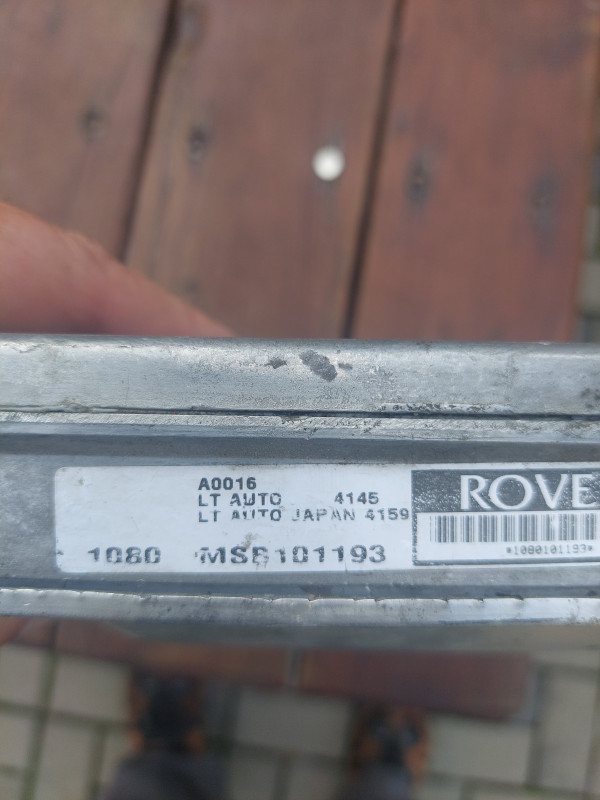 A0016
LT AUTO 4145
LT AUTO JAPAN 4159
1080 MSB101193
ROVE
*1080101193*